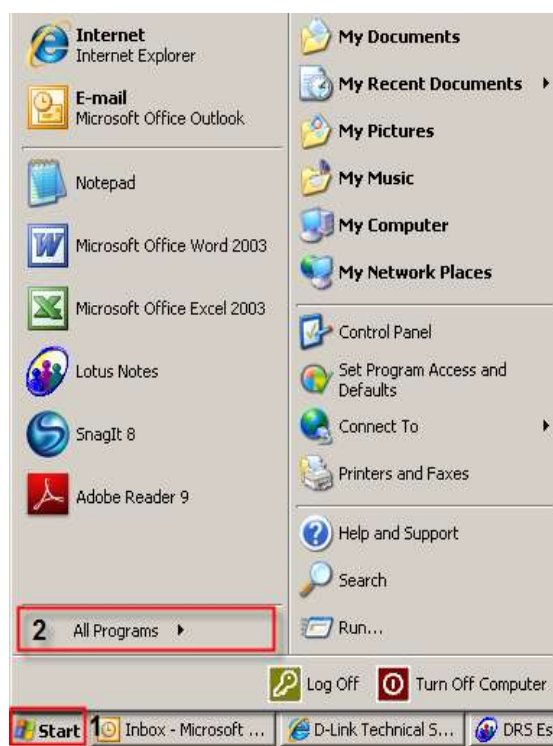 Internet
Internet Explorer
E-mail
Microsoft Office Outlook
Notepad
Microsoft Office Word 2003
Microsoft Office Excel 2003
Lotus Notes
SnagIt 8
Adobe Reader 9
2 All Programs
My Documents
My Recent Documents
My Pictures
My Music
My Computer
My Network Places
Control Panel
Set Program Access and
Defaults
Connect To
Printers and Faxes
Help and Support
Search
Run...
Log Off Turn Off Computer
Start 1 Inbox - Microsoft ... D-Link Technical S... DRS Es